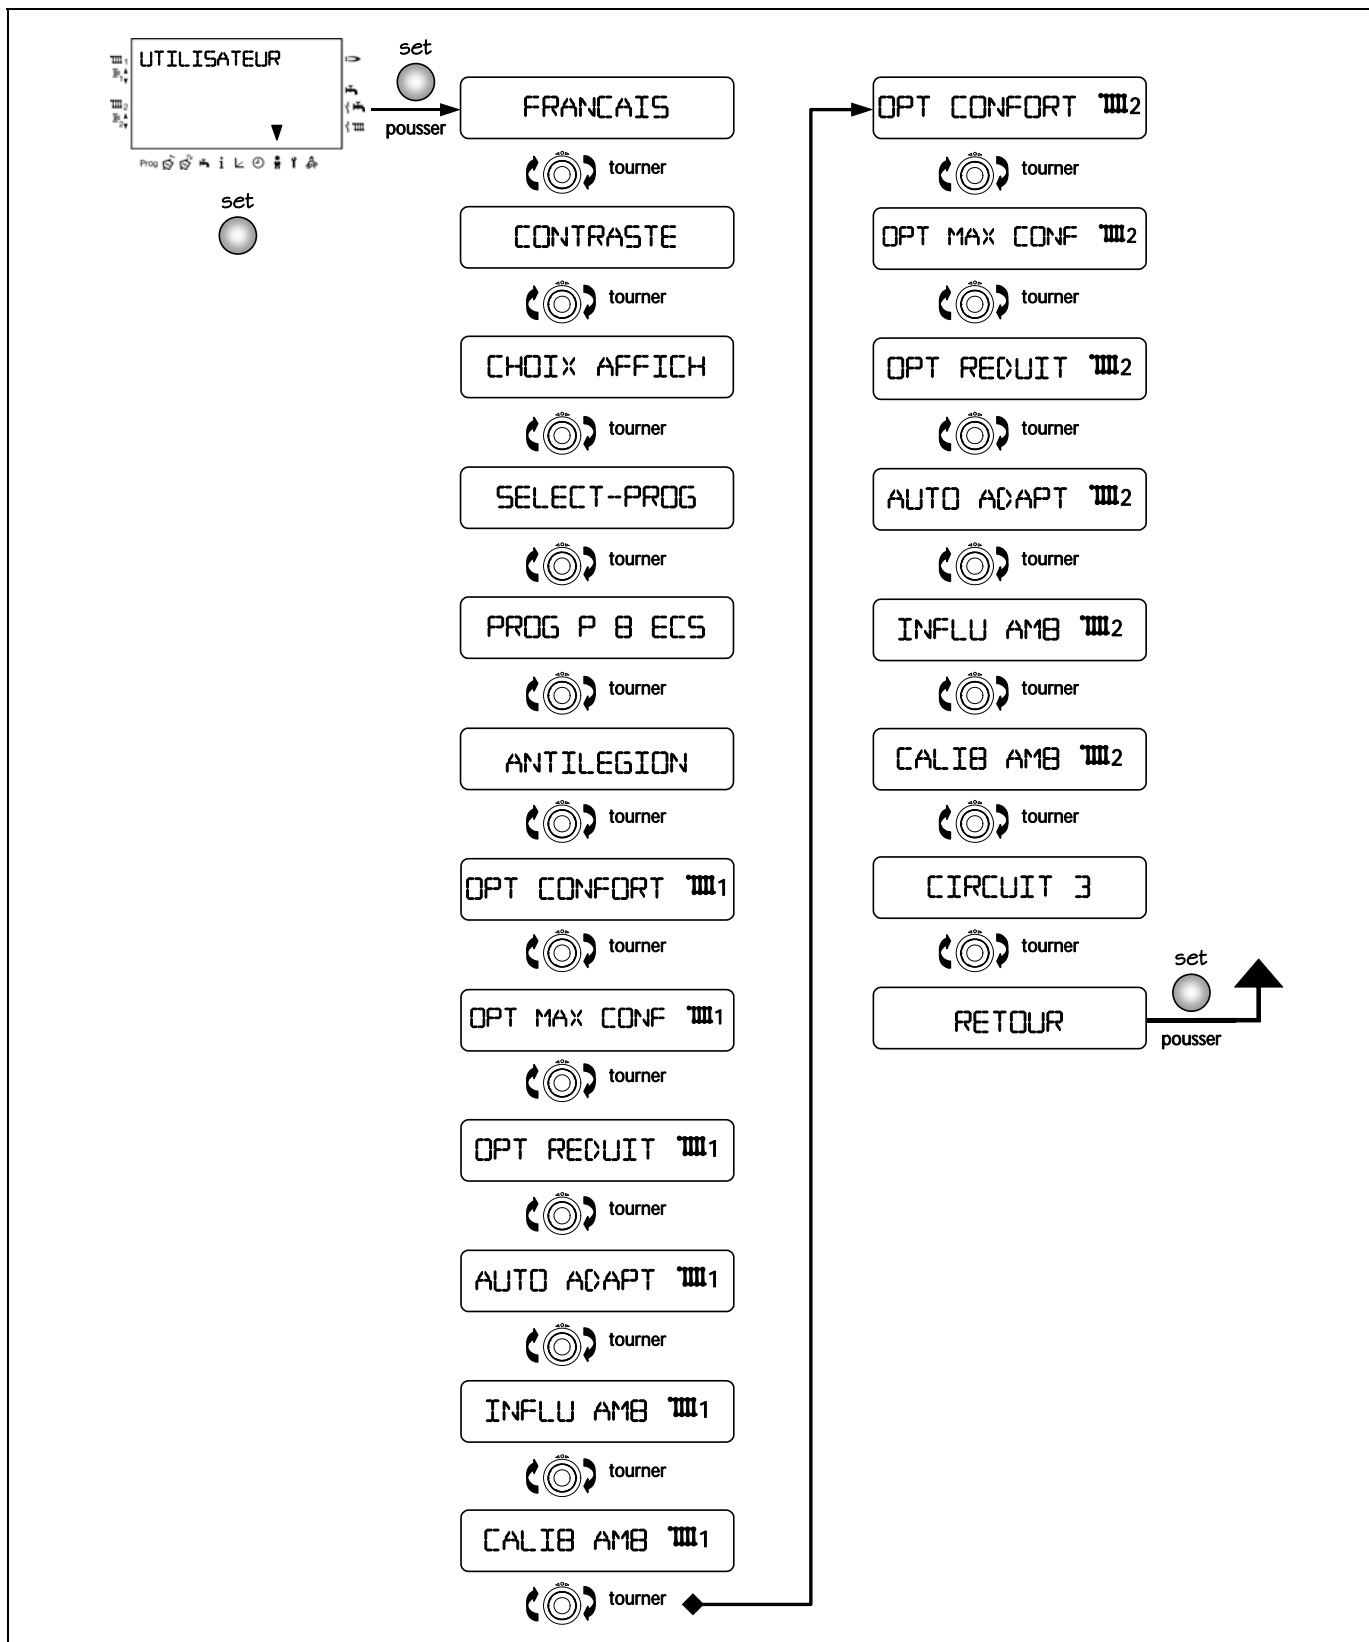 UTILISATEUR
1
1
2
2
Prog
set
set
pousser
FRANCAIS
tourner
CONTRASTE
tourner
CHOIX AFFICH
tourner
SELECT-PROG
tourner
PROG P 8 ECS
tourner
ANTILEGION
tourner
OPT CONFORT 1
tourner
OPT MAX CONF 1
tourner
OPT REDUIT 1
tourner
AUTO ADAPT 1
tourner
INFLU AMB 1
tourner
CALIB AMB 1
tourner
OPT CONFORT 2
tourner
OPT MAX CONF 2
tourner
OPT REDUIT 2
tourner
AUTO ADAPT 2
tourner
INFLU AMB 2
tourner
CALIB AMB 2
tourner
CIRCUIT 3
tourner
RETOUR
set
pousser